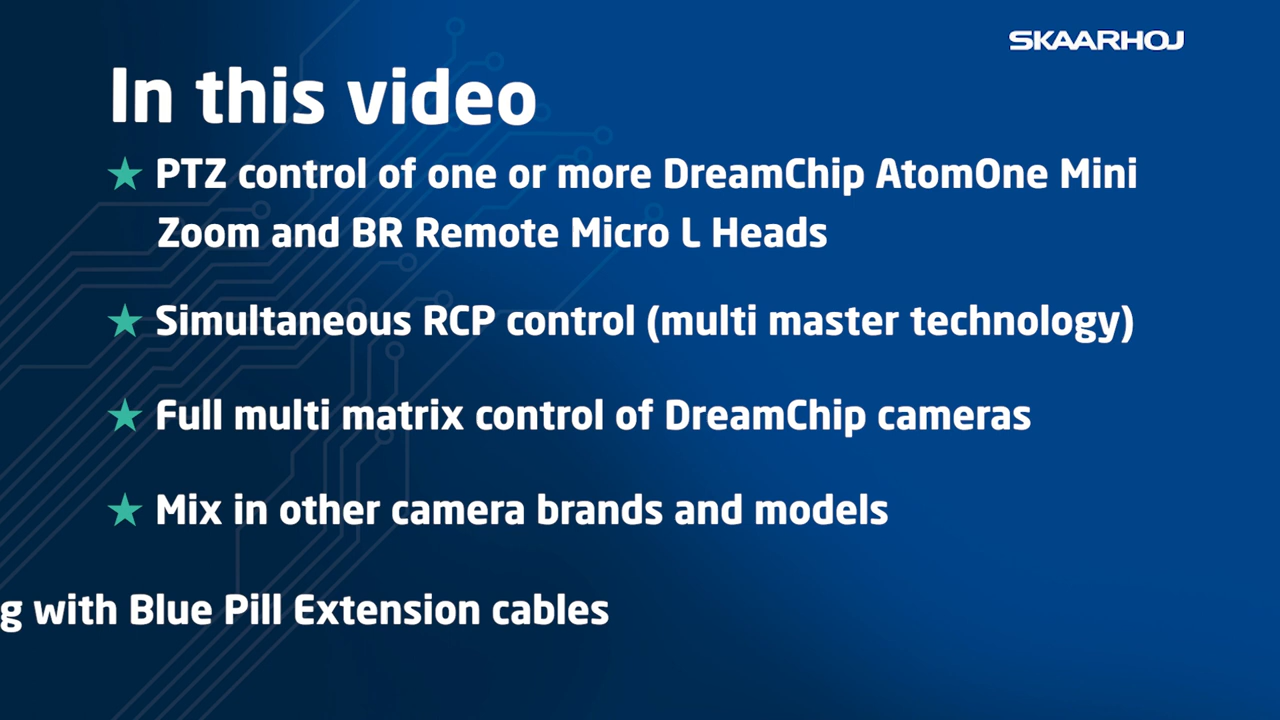 SKAARHOJ
In this video
PTZ control of one or more DreamChip AtomOne Mini
Zoom and BR Remote Micro L Heads
Simultaneous RCP control (multi master technology)
Full multi matrix control of DreamChip cameras
Mix in other camera brands and models
g with Blue Pill Extension cables